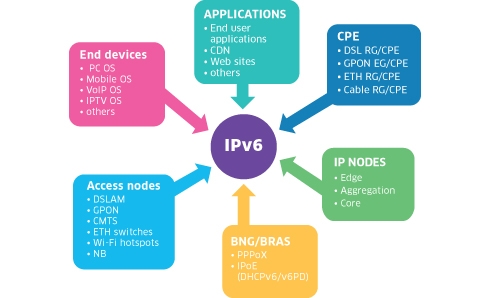 APPLICATIONS
• End user
applications
• CDN
• Web sites
• others
End devices
• PC OS
• Mobile OS
• VoIP OS
• IPTV OS
• others
CPE
• DSL RG/CPE
• GPON EG/CPE
• ETH RG/CPE
• Cable RG/CPE
IPv6
Access nodes
• DSLAM
• GPON
• CMTS
• ETH switches
• Wi-Fi hotspots
• NB
IP NODES
• Edge
• Aggregation
• Core
BNG/BRAS
• PPPoX
• IPoE
(DHCPv6/v6PD)